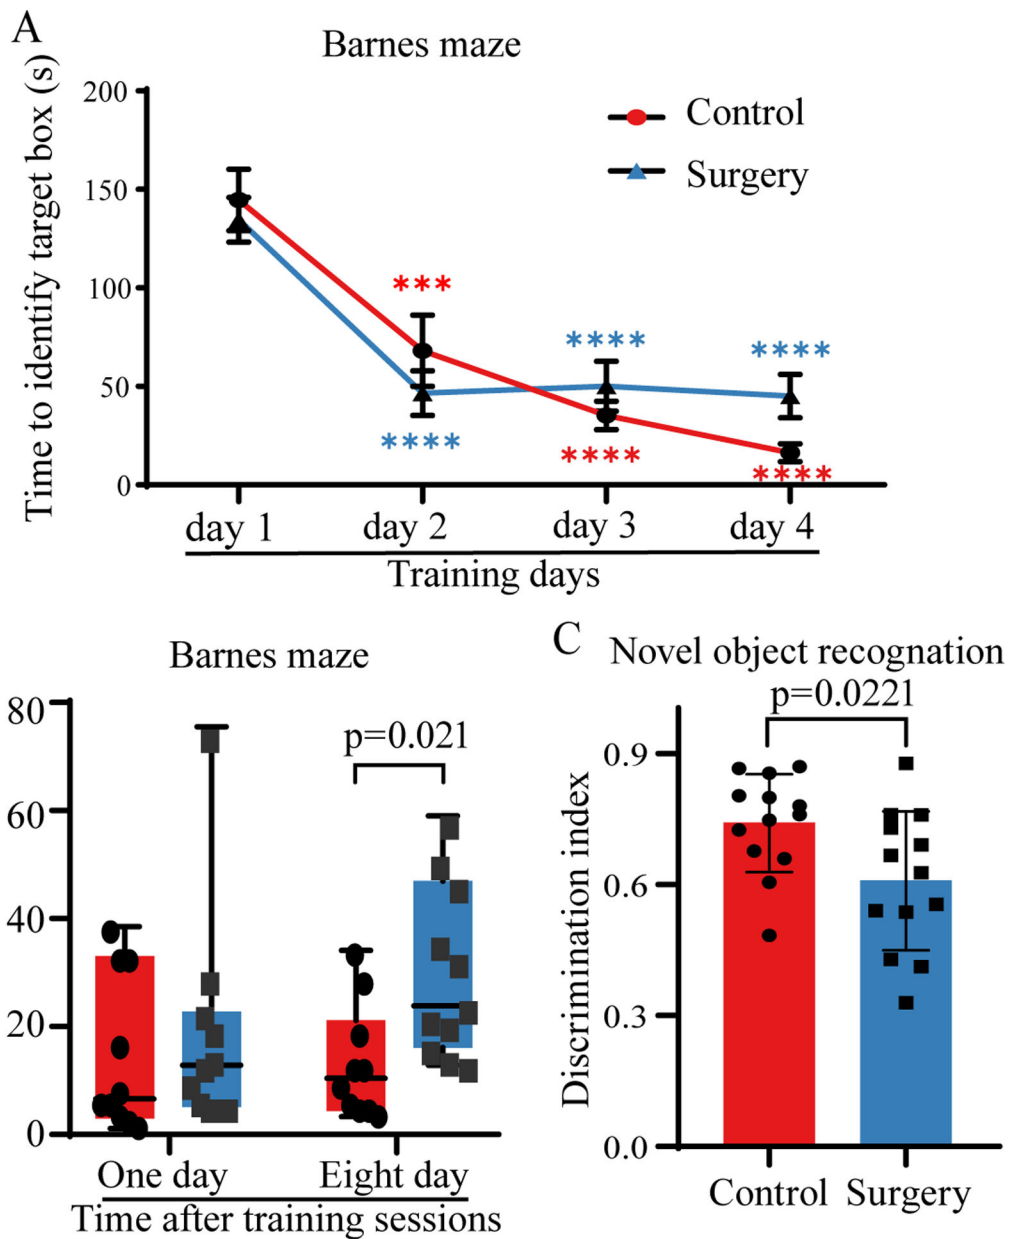 A
Barnes maze
Time to identify target box (s)
200
150
100
50
0
Control
Surgery
***
****
****
****
****
****
day 1
day 2
day 3
day 4
Training days
Barnes maze
80
60
40
20
0
p=0.021
One day
Eight day
Time after training sessions
C
Novel object recognation
p=0.0221
Discrimination index
0.9
0.6
0.3
0.0
Control
Surgery